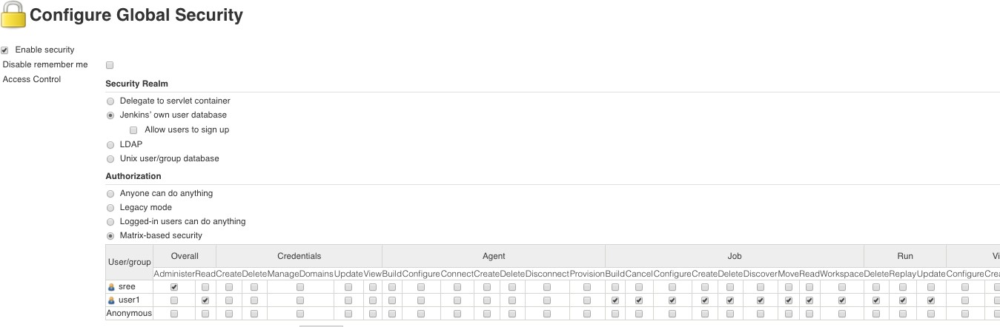 Configure Global Security
Enable security
Disable remember me
Access Control
Security Realm
Delegate to servlet container
Jenkins' own user database
Allow users to sign up
LDAP
Unix user/group database
Authorization
Anyone can do anything
Legacy mode
Logged-in users can do anything
Matrix-based security
User/group Overall Credentials Agent Job Run Vi
Administer Read Create Delete ManageDomains Update View Build Configure Connect Create Delete Disconnect Provision Build Cancel Configure Create Delete Discover Move Read Workspace Delete Replay Update Configure Crea
sree
user1
Anonymous